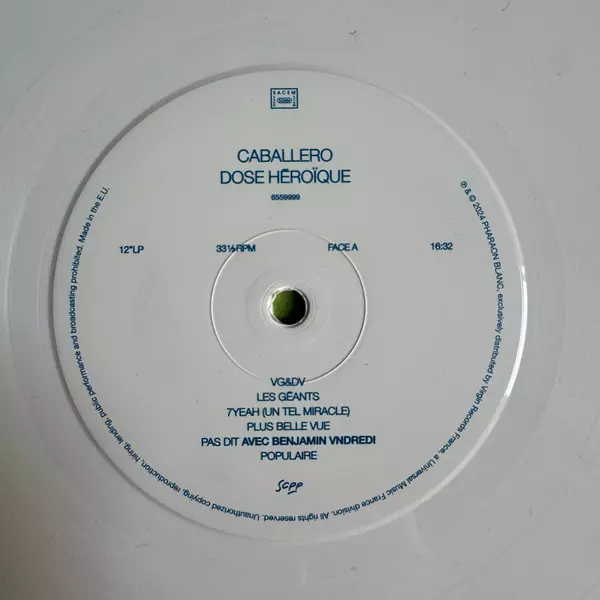 SACEM
CABALLERO
DOSE HÉROÏQUE
6559999
12"LP
33⅓ RPM
FACE A
16:32
VG&DV
LES GÉANTS
7YEAH (UN TEL MIRACLE)
PLUS BELLE VUE
PAS DIT AVEC BENJAMIN VNDREDI
POPULAIRE
scpp
℗ & © 2024 PHARAON BLANC, exclusively distributed by Virgin Records France, a Universal Music France division. All rights reserved. Unauthorized copying, reproduction, hiring, lending, public performance and broadcasting prohibited. Made in the E.U.